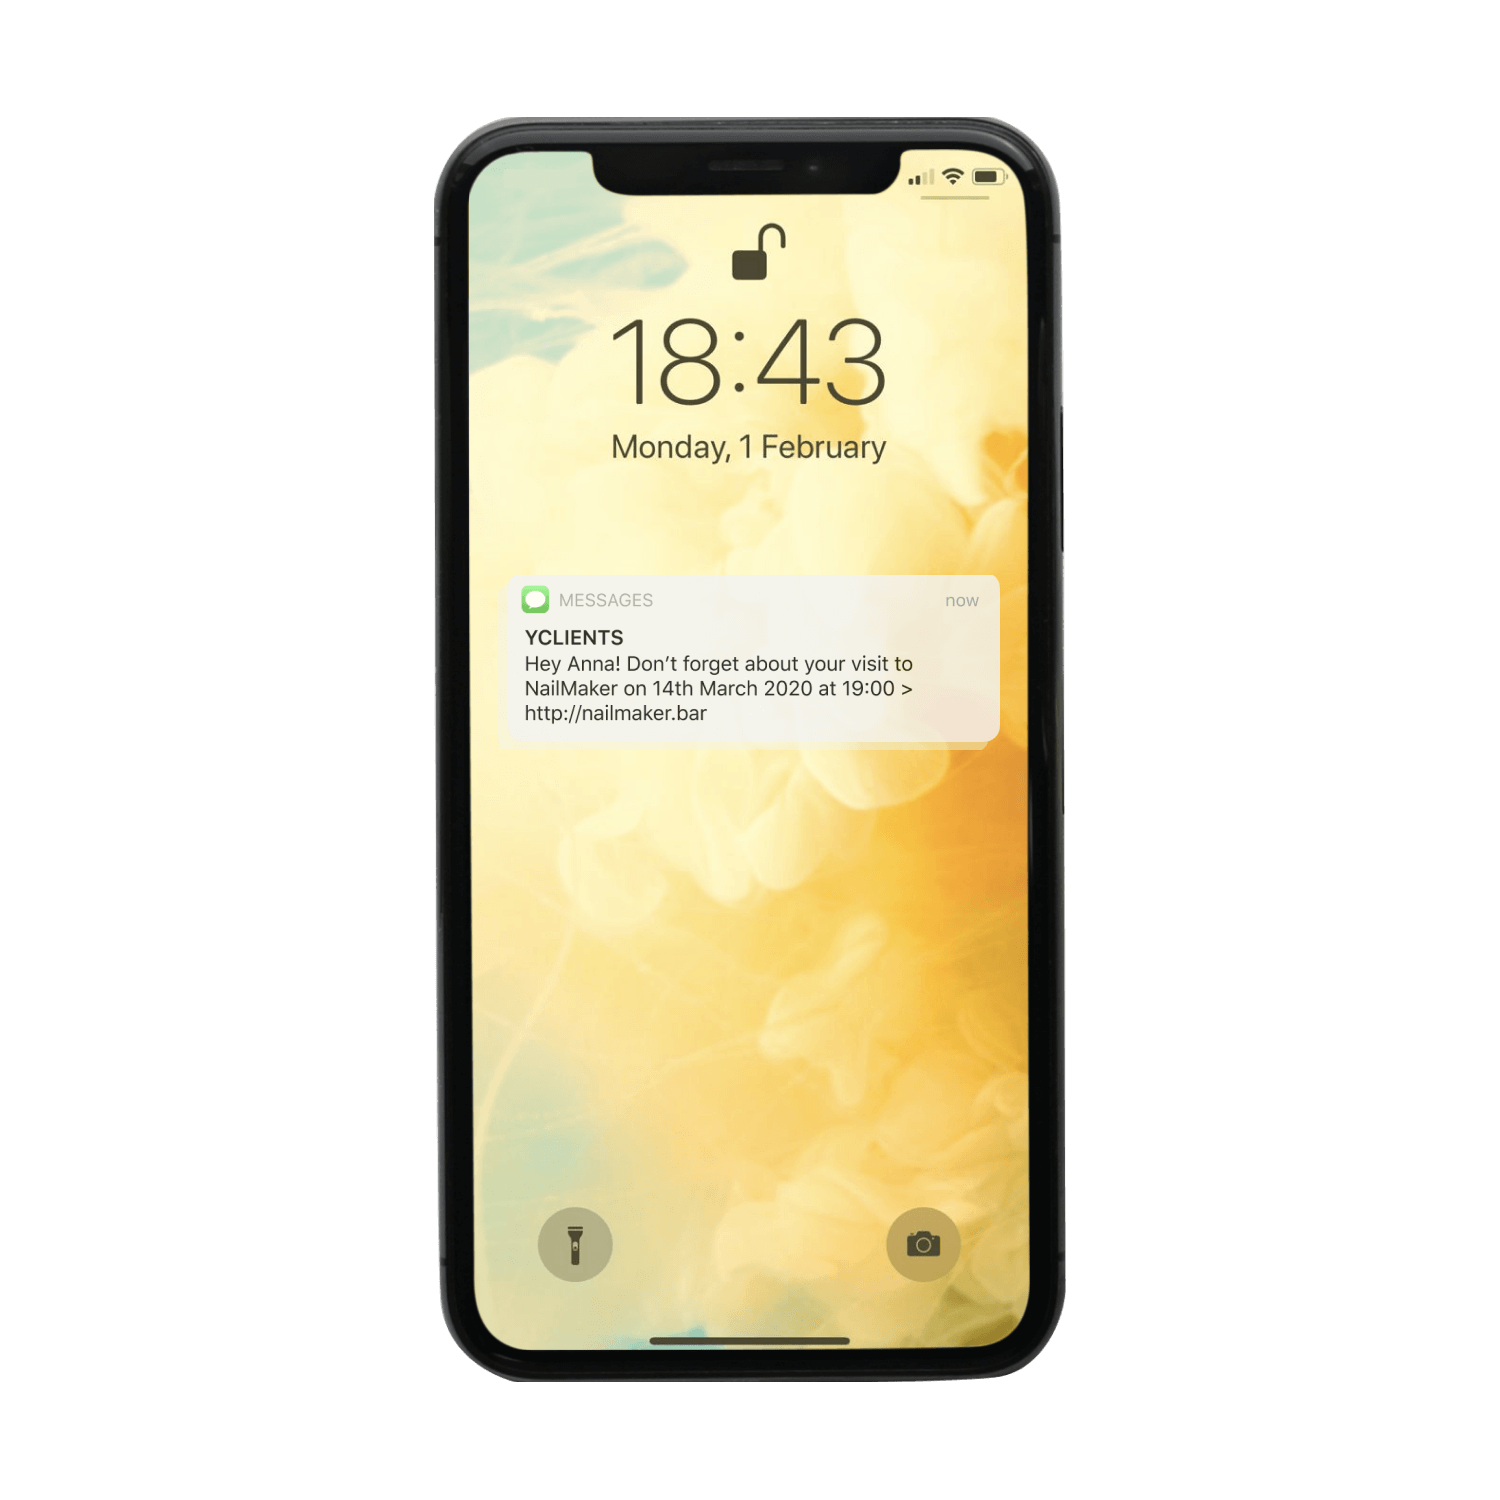 18:43
Monday, 1 February
MESSAGES now
YCLIENTS
Hey Anna! Don’t forget about your visit to
NailMaker on 14th March 2020 at 19:00 >
http://nailmaker.bar